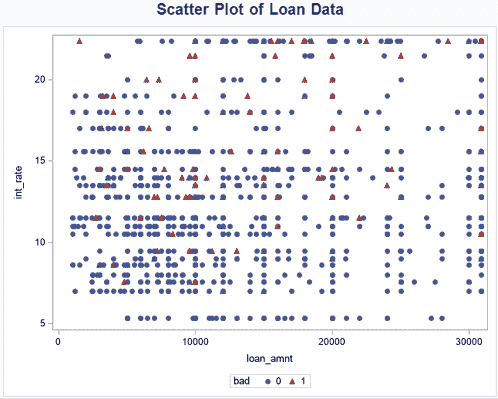 Scatter Plot of Loan Data
int_rate
20
15
10
5
0 10000 20000 30000
loan_amnt
bad 0 1